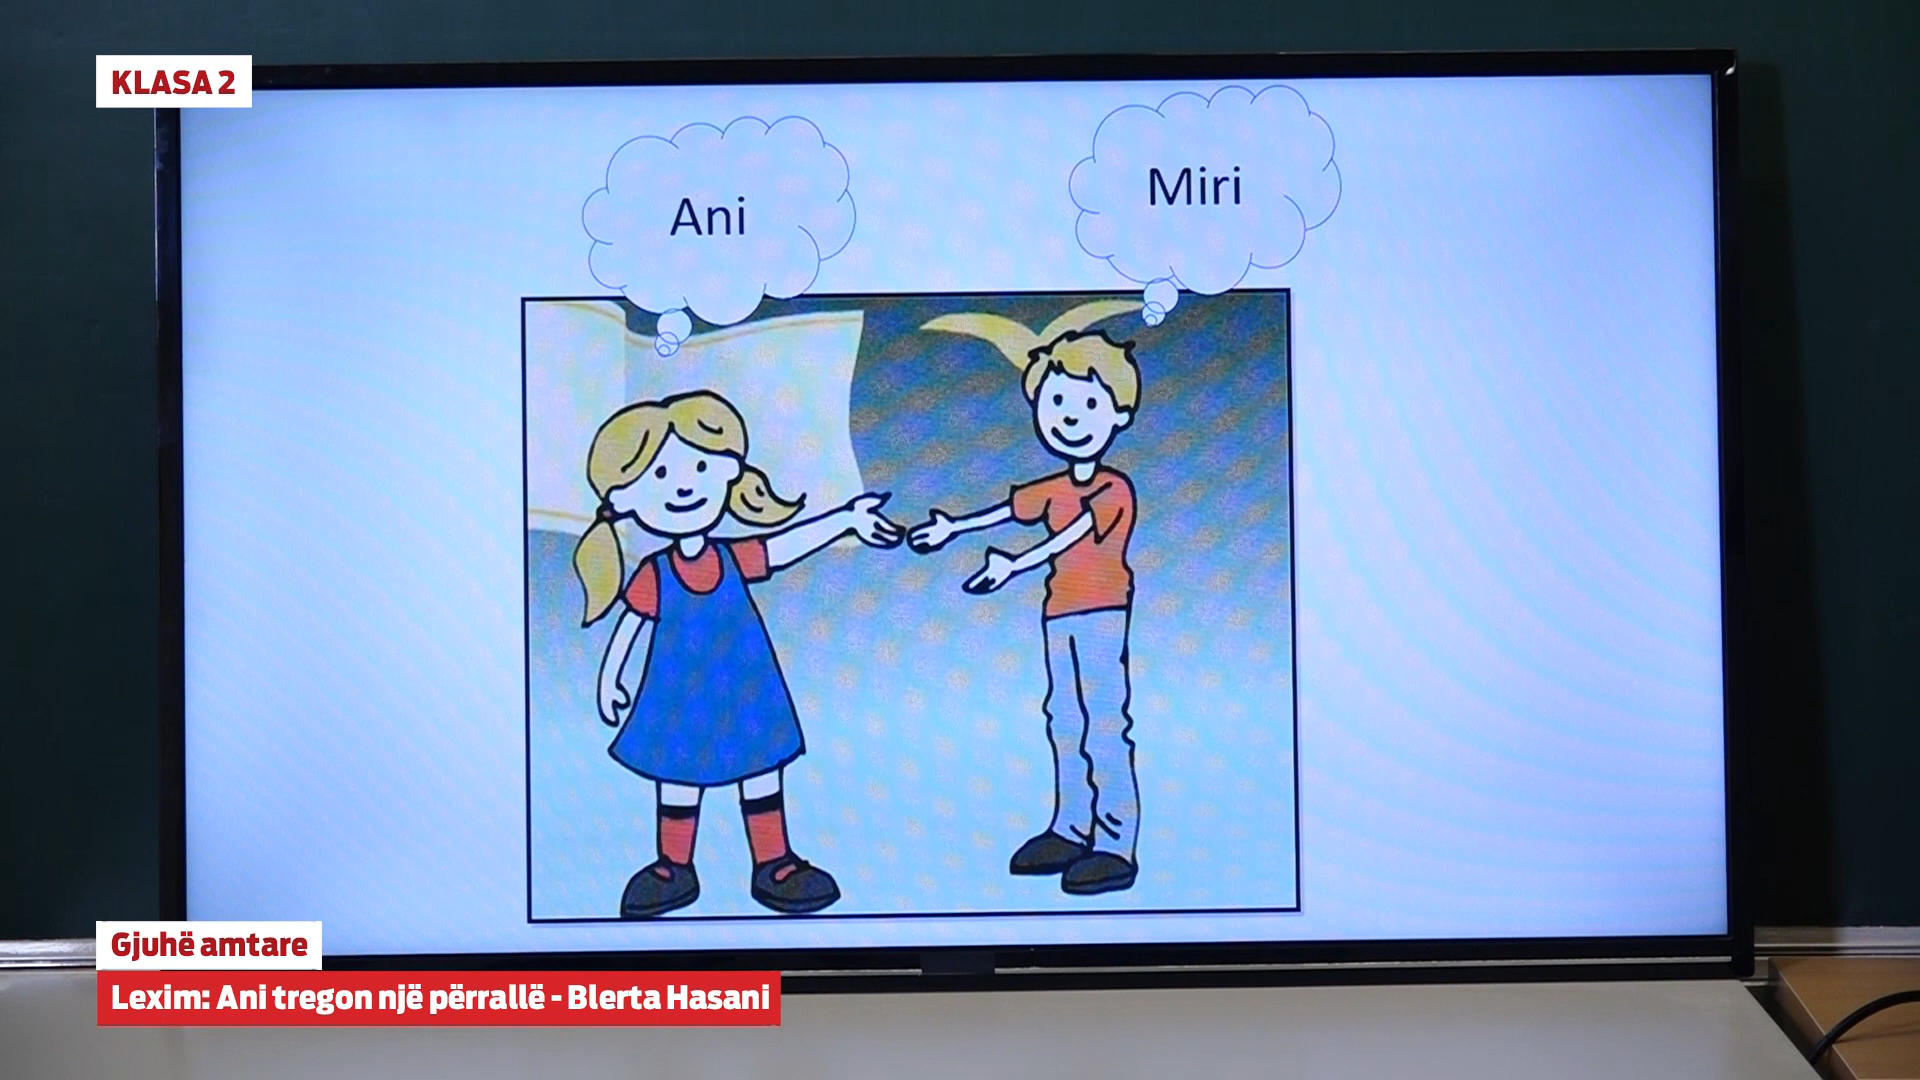 KLASA 2
Ani
Miri
Gjuhë amtare
Lexim: Ani tregon një përrallë - Blerta Hasani